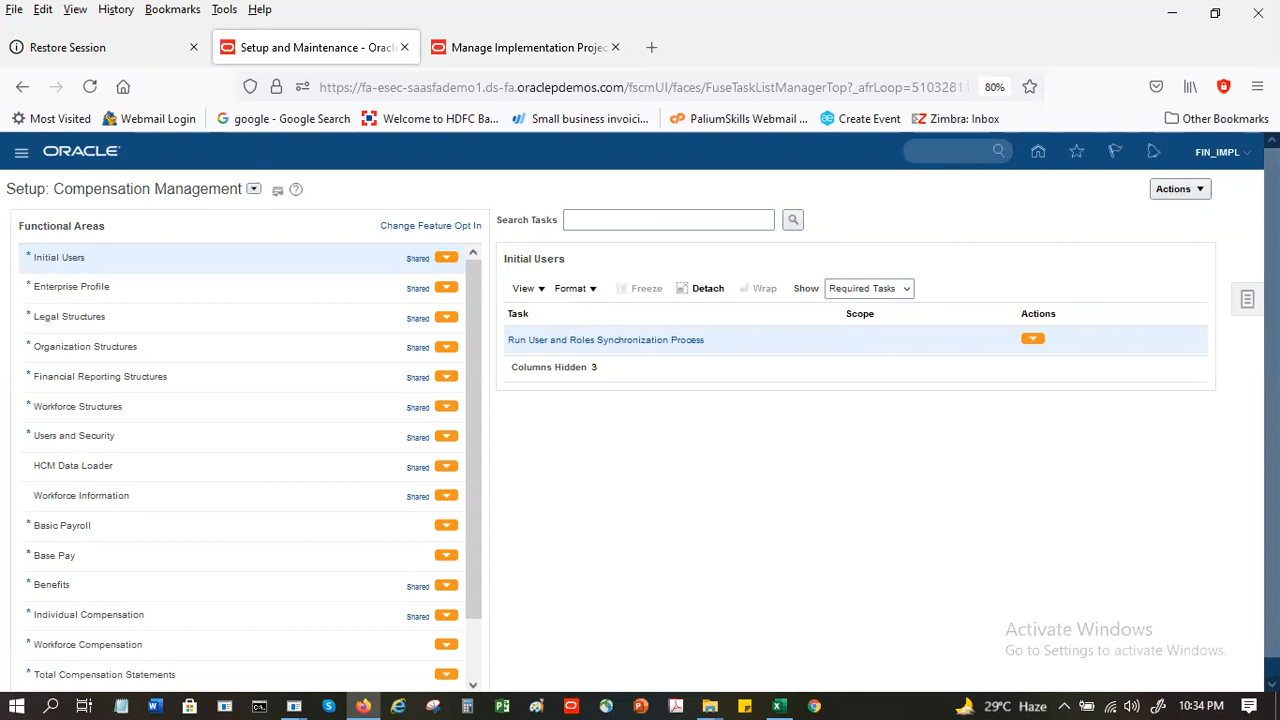 File Edit View History Bookmarks Tools Help
Restore Session
Setup and Maintenance - Oracl
Manage Implementation Projec
https://fa-esec-saasfademo1.ds-fa.oraclepdemos.com/fscmUI/faces/FuseTaskListManagerTop?_afrLoop=5103281
80%
Most Visited Webmail Login google - Google Search Welcome to HDFC Ba... Small business invoici... PaliumSkills Webmail ... Create Event Zimbra: Inbox Other Bookmarks
ORACLE
FIN_IMPL
Setup: Compensation Management
Actions
Functional Areas Change Feature Opt In
Search Tasks
* Initial Users Shared
* Enterprise Profile Shared
* Legal Structures Shared
* Organization Structures Shared
* Financial Reporting Structures Shared
* Workforce Structures Shared
* Users and Security Shared
HCM Data Loader Shared
Workforce Information Shared
* Basic Payroll
* Base Pay
* Benefits Shared
* Individual Compensation Shared
* Workforce Compensation
* Total Compensation Statements
Initial Users
View Format Freeze Detach Wrap Show Required Tasks
Task Scope Actions
Run User and Roles Synchronization Process
Columns Hidden 3
Activate Windows
Go to Settings to activate Windows.
29°C Haze
10:34 PM